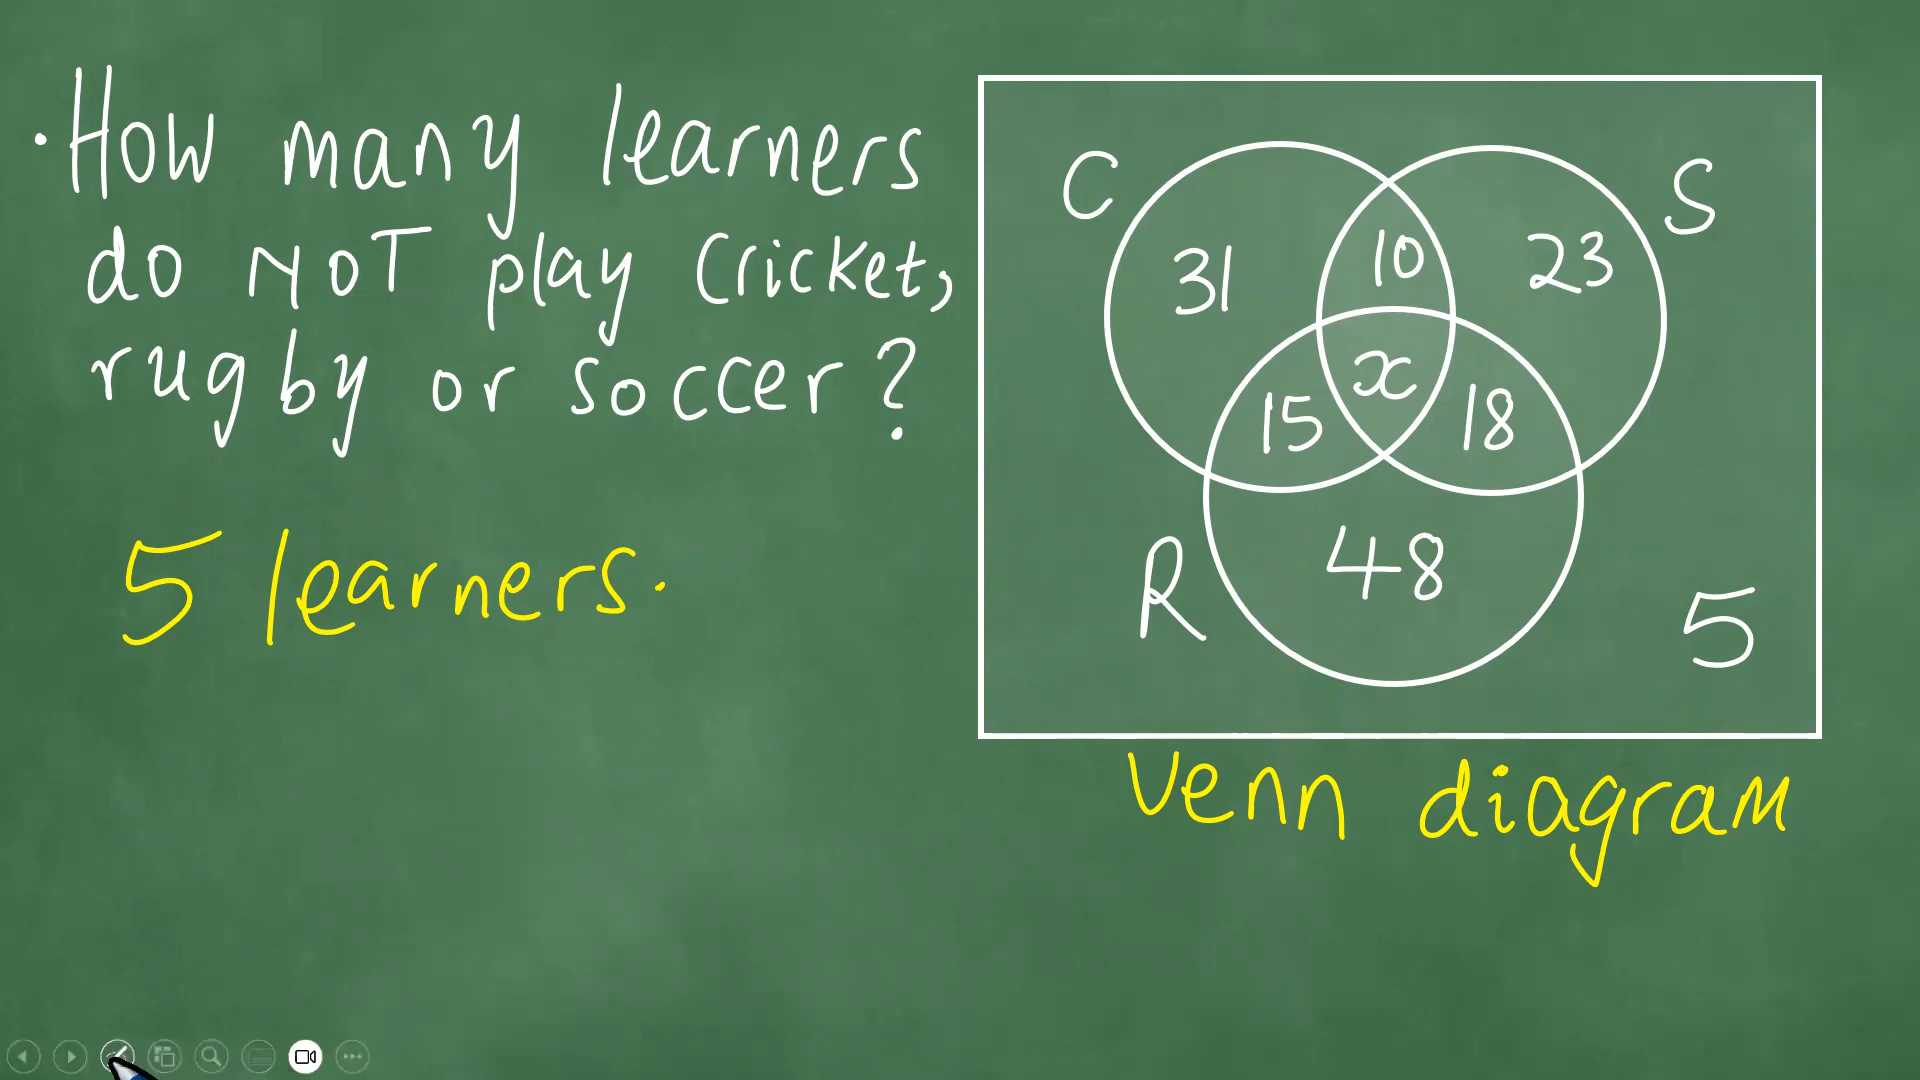 • How many learners
do NOT play Cricket,
rugby or soccer?
5 learners.
C
S
31
10
23
x
15
18
R
48
5
Venn diagram